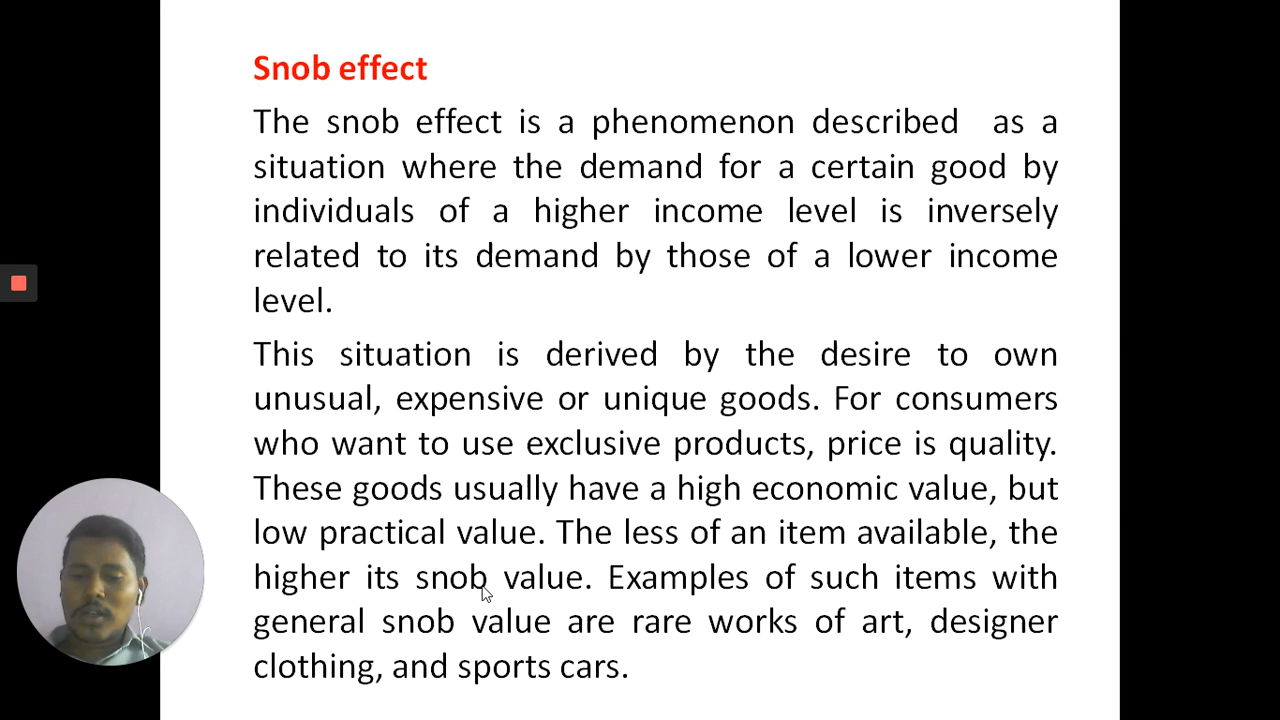 Snob effect
The snob effect is a phenomenon described as a
situation where the demand for a certain good by
individuals of a higher income level is inversely
related to its demand by those of a lower income
level.
This situation is derived by the desire to own
unusual, expensive or unique goods. For consumers
who want to use exclusive products, price is quality.
These goods usually have a high economic value, but
low practical value. The less of an item available, the
higher its snob value. Examples of such items with
general snob value are rare works of art, designer
clothing, and sports cars.